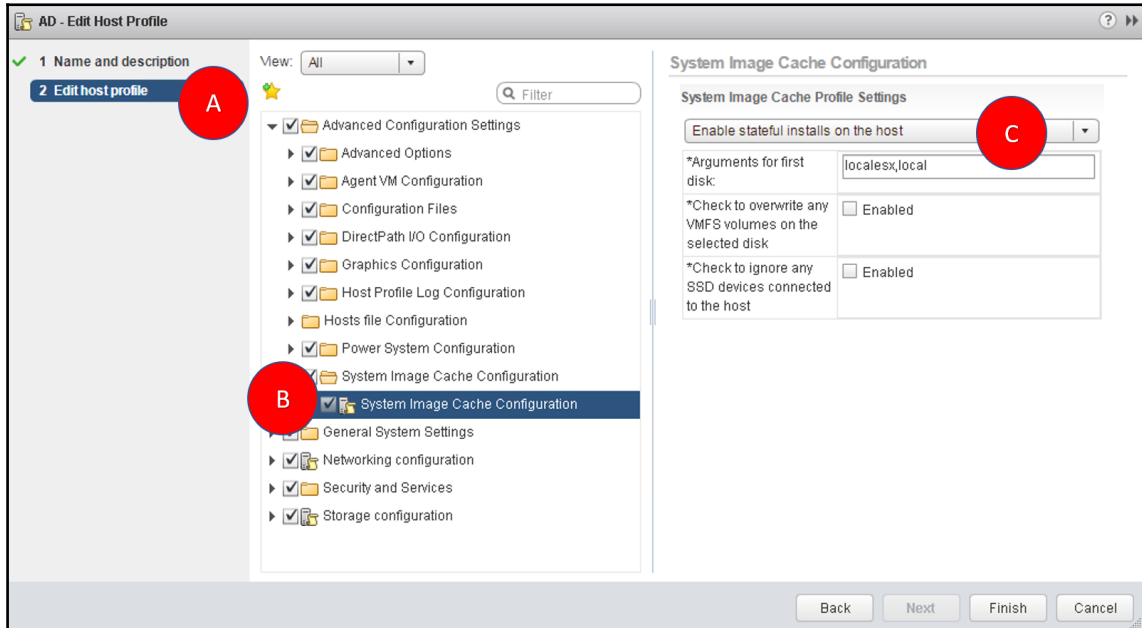 AD - Edit Host Profile
?
1 Name and description
2 Edit host profile
A
View: All
Filter
Advanced Configuration Settings
Advanced Options
Agent VM Configuration
Configuration Files
DirectPath I/O Configuration
Graphics Configuration
Host Profile Log Configuration
Hosts file Configuration
Power System Configuration
System Image Cache Configuration
B
System Image Cache Configuration
General System Settings
Networking configuration
Security and Services
Storage configuration
System Image Cache Configuration
System Image Cache Profile Settings
Enable stateful installs on the host
C
*Arguments for first
disk:
localesx,local
*Check to overwrite any
VMFS volumes on the
selected disk
Enabled
*Check to ignore any
SSD devices connected
to the host
Enabled
Back
Next
Finish
Cancel